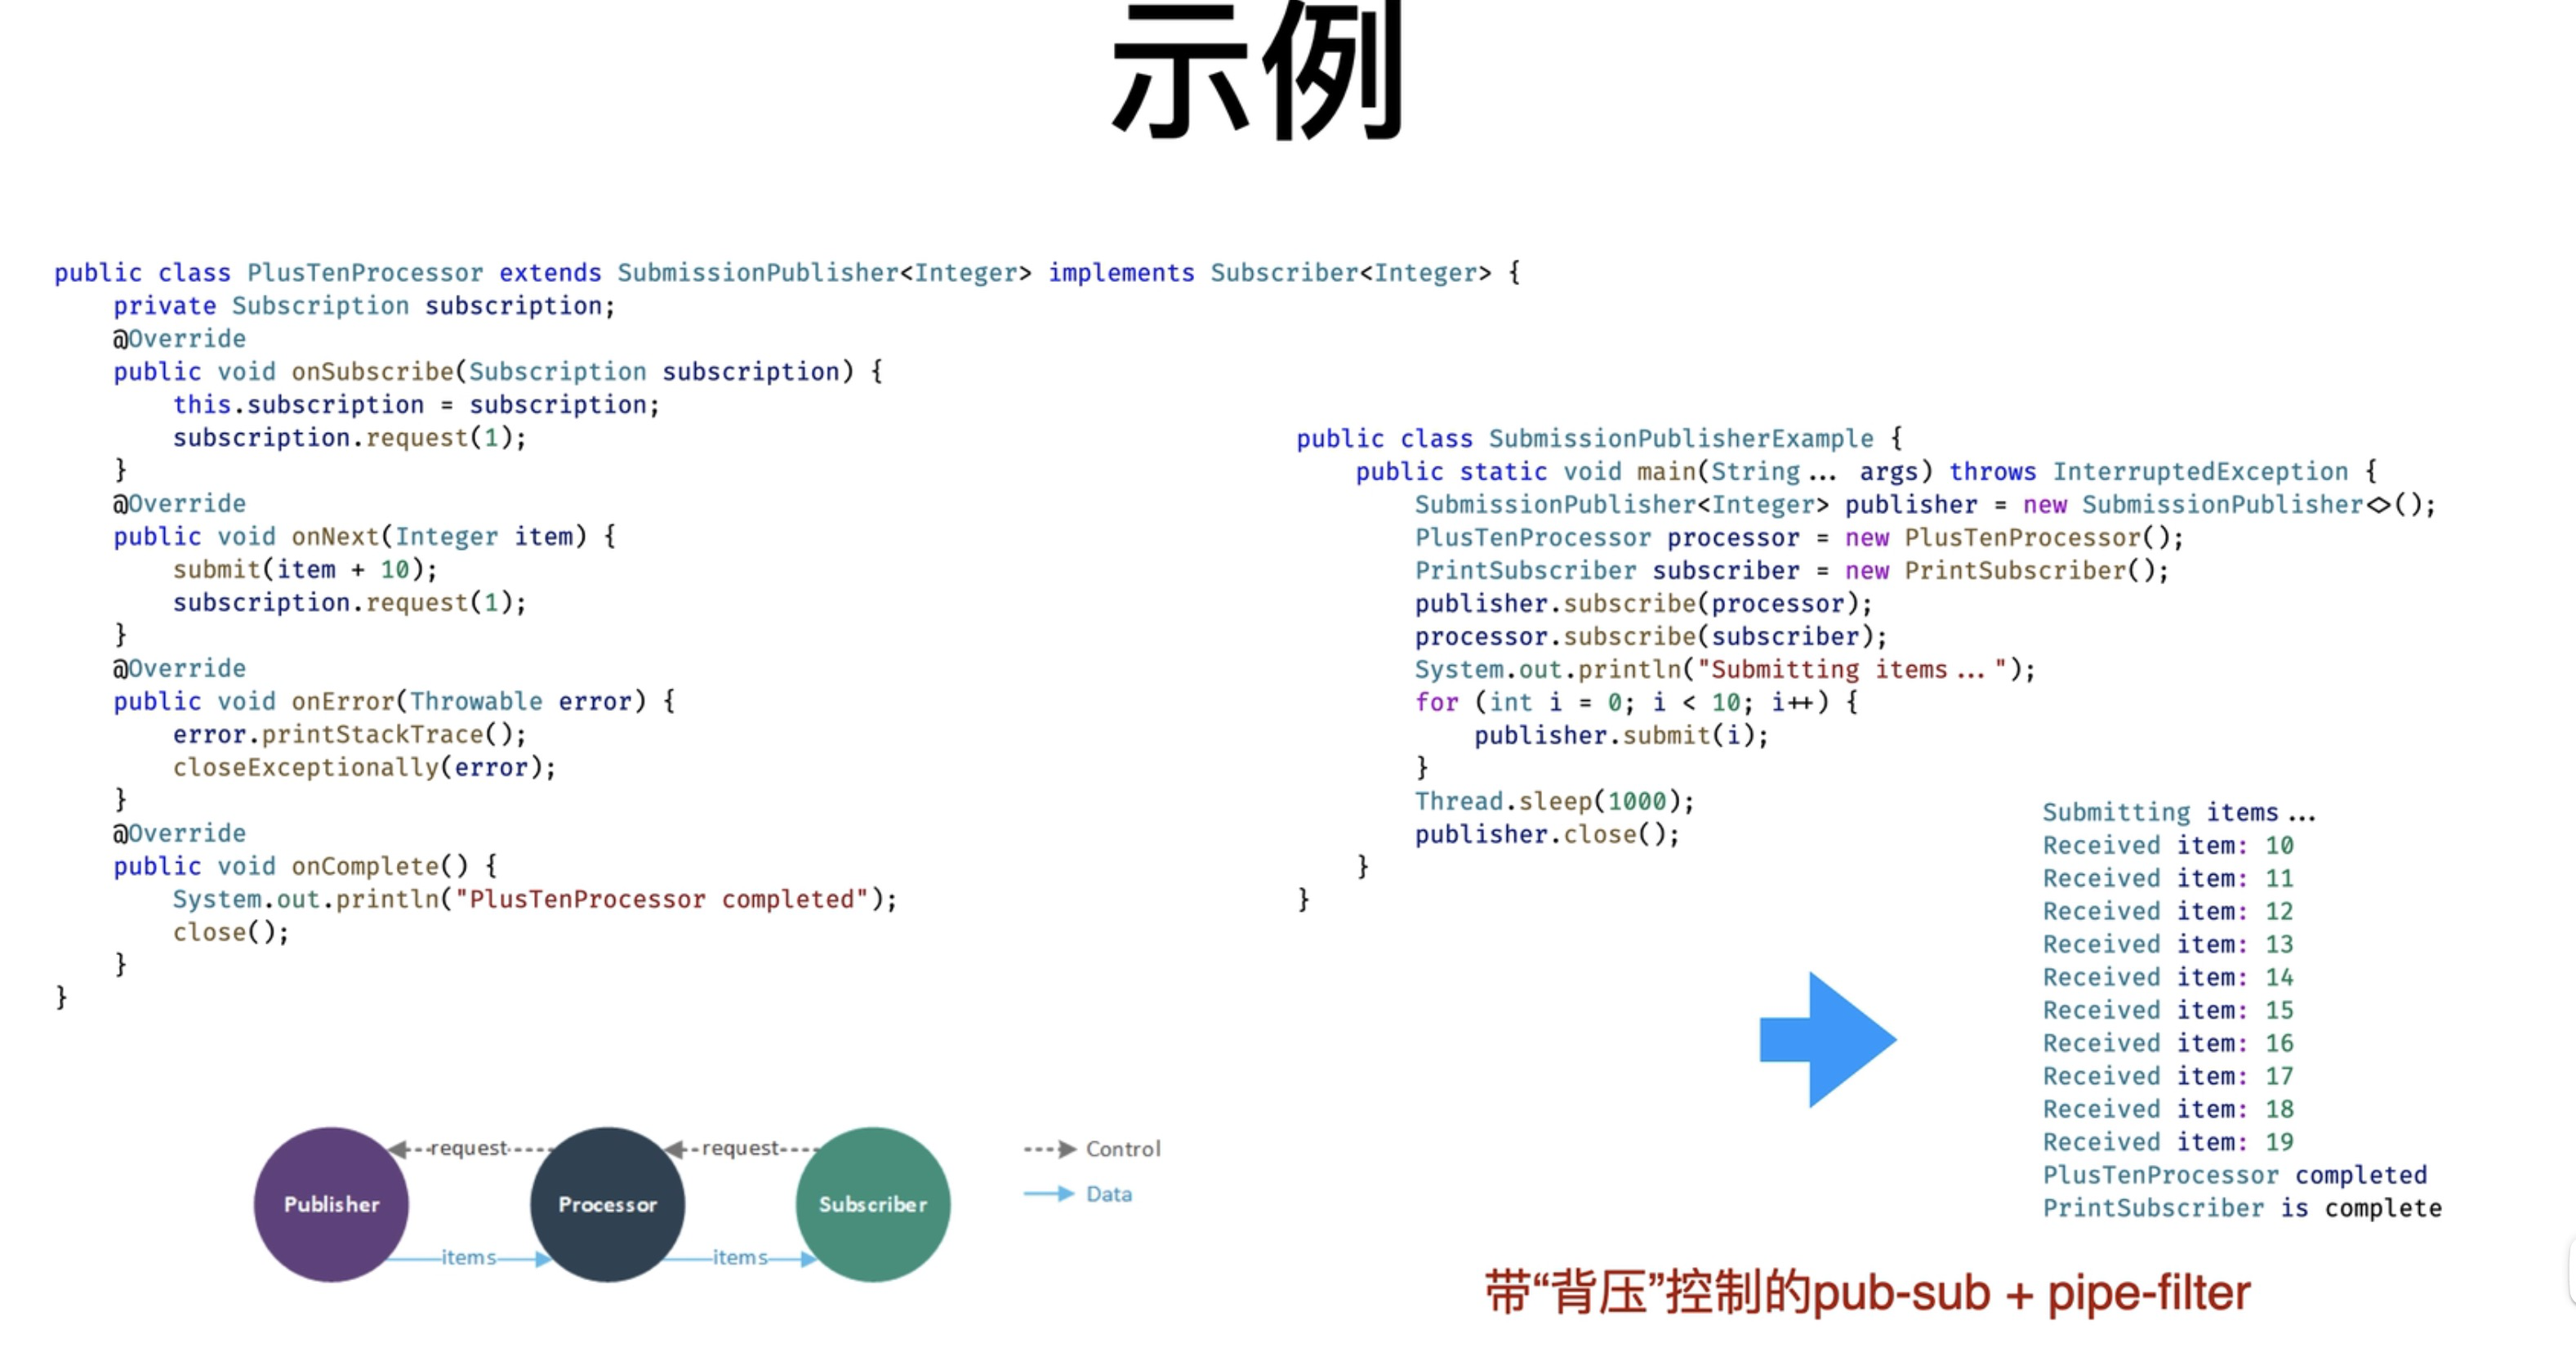 示例
public class PlusTenProcessor extends SubmissionPublisher<Integer> implements Subscriber<Integer> {
    private Subscription subscription;
    @Override
    public void onSubscribe(Subscription subscription) {
        this.subscription = subscription;
        subscription.request(1);
    }
    @Override
    public void onNext(Integer item) {
        submit(item + 10);
        subscription.request(1);
    }
    @Override
    public void onError(Throwable error) {
        error.printStackTrace();
        closeExceptionally(error);
    }
    @Override
    public void onComplete() {
        System.out.println("PlusTenProcessor completed");
        close();
    }
}
public class SubmissionPublisherExample {
    public static void main(String... args) throws InterruptedException {
        SubmissionPublisher<Integer> publisher = new SubmissionPublisher<>();
        PlusTenProcessor processor = new PlusTenProcessor();
        PrintSubscriber subscriber = new PrintSubscriber();
        publisher.subscribe(processor);
        processor.subscribe(subscriber);
        System.out.println("Submitting items...");
        for (int i = 0; i < 10; i++) {
            publisher.submit(i);
        }
        Thread.sleep(1000);
        publisher.close();
    }
}
Submitting items...
Received item: 10
Received item: 11
Received item: 12
Received item: 13
Received item: 14
Received item: 15
Received item: 16
Received item: 17
Received item: 18
Received item: 19
PlusTenProcessor completed
PrintSubscriber is complete
request request Control
Publisher Processor Subscriber Data
items items
带“背压”控制的pub-sub + pipe-filter